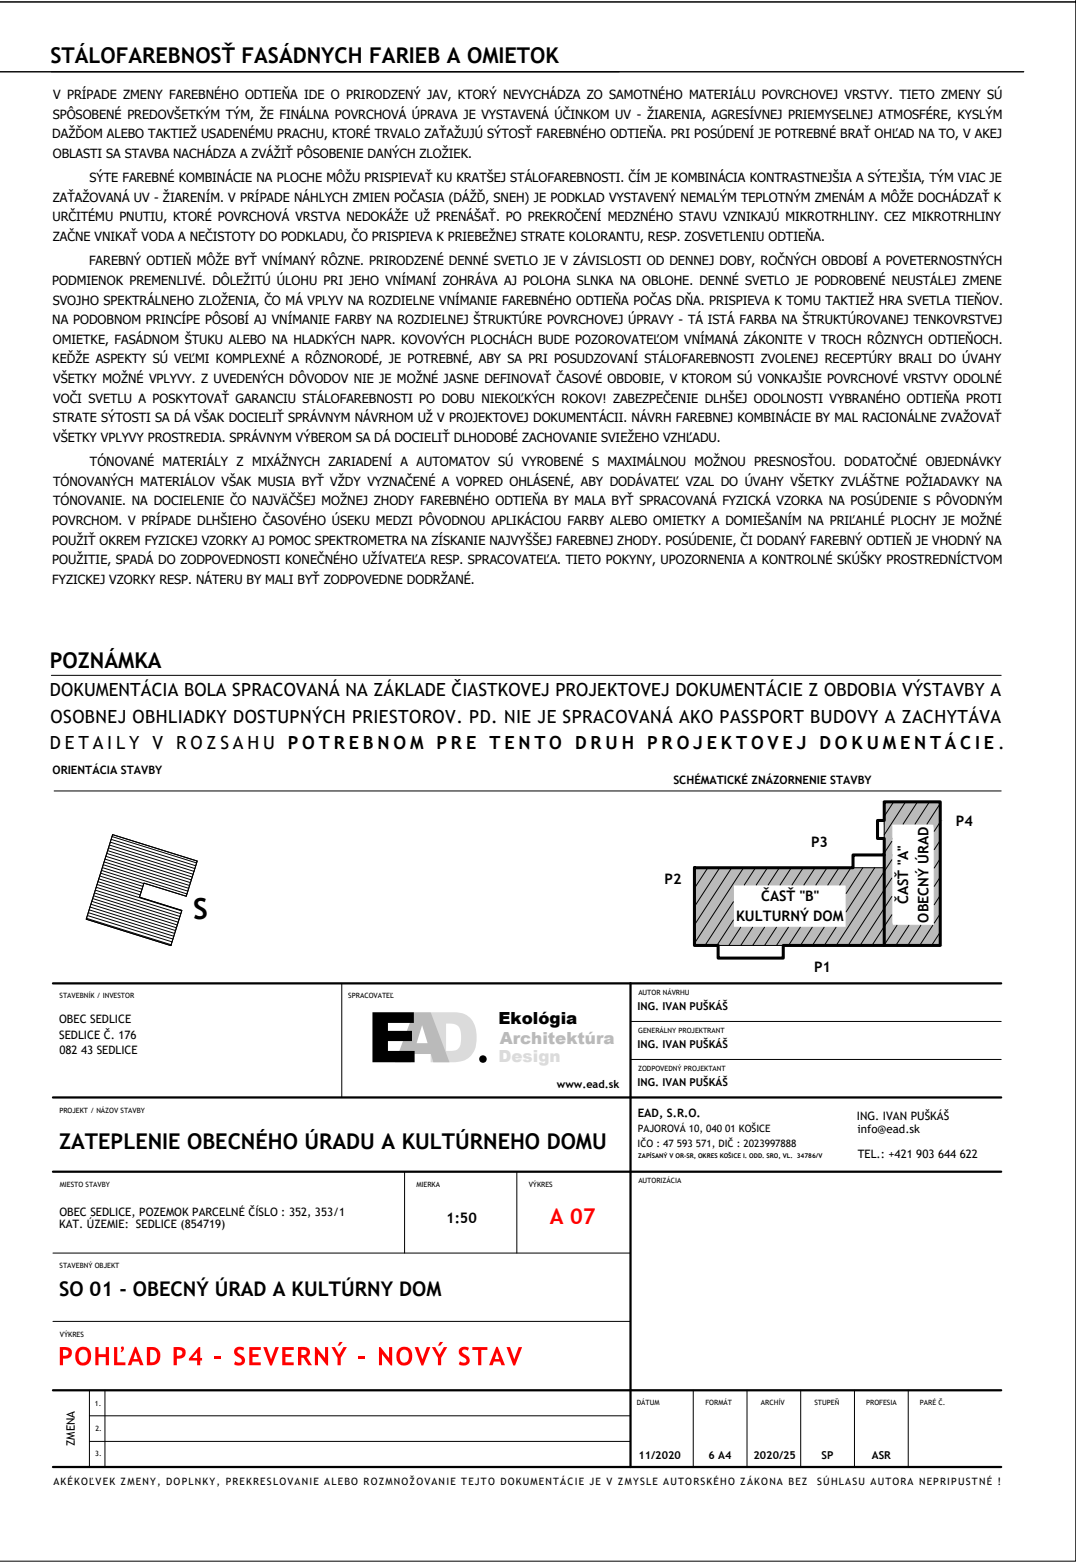 STÁLOFAREBNOSŤ FASÁDNYCH FARIEB A OMIETOK
V PRÍPADE ZMENY FAREBNÉHO ODTIEŇA IDE O PRIRODZENÝ JAV, KTORÝ NEVYCHÁDZA ZO SAMOTNÉHO MATERIÁLU POVRCHOVEJ VRSTVY. TIETO ZMENY SÚ
SPÔSOBENÉ PREDOVŠETKÝM TÝM, ŽE FINÁLNA POVRCHOVÁ ÚPRAVA JE VYSTAVENÁ ÚČINKOM UV - ŽIARENIA, AGRESÍVNEJ PRIEMYSELNEJ ATMOSFÉRE, KYSLÝM
DAŽĎOM ALEBO TAKTIEŽ USADENÉMU PRACHU, KTORÉ TRVALO ZAŤAŽUJÚ SÝTOSŤ FAREBNÉHO ODTIEŇA. PRI POSÚDENÍ JE POTREBNÉ BRAŤ OHĽAD NA TO, V AKEJ
OBLASTI SA STAVBA NACHÁDZA A ZVÁŽIŤ PÔSOBENIE DANÝCH ZLOŽIEK.
SÝTE FAREBNÉ KOMBINÁCIE NA PLOCHE MÔŽU PRISPIEVAŤ KU KRATŠEJ STÁLOFAREBNOSTI. ČÍM JE KOMBINÁCIA KONTRASTNEJŠIA A SÝTEJŠIA, TÝM VIAC JE
ZAŤAŽOVANÁ UV - ŽIARENÍM. V PRÍPADE NÁHLYCH ZMIEN POČASIA (DÁŽĎ, SNEH) JE PODKLAD VYSTAVENÝ NEMALÝM TEPLOTNÝM ZMENÁM A MÔŽE DOCHÁDZAŤ K
URČITÉMU PNUTIU, KTORÉ POVRCHOVÁ VRSTVA NEDOKÁŽE UŽ PRENÁŠAŤ. PO PREKROČENÍ MEDZNÉHO STAVU VZNIKAJÚ MIKROTRHLINY. CEZ MIKROTRHLINY
ZAČNE VNIKAŤ VODA A NEČISTOTY DO PODKLADU, ČO PRISPIEVA K PRIEBEŽNEJ STRATE KOLORANTU, RESP. ZOSVETLENIU ODTIEŇA.
FAREBNÝ ODTIEŇ MÔŽE BYŤ VNÍMANÝ RÔZNE. PRIRODZENÉ DENNÉ SVETLO JE V ZÁVISLOSTI OD DENNEJ DOBY, ROČNÝCH OBDOBÍ A POVETERNOSTNÝCH
PODMIENOK PREMENLIVÉ. DÔLEŽITÚ ÚLOHU PRI JEHO VNÍMANÍ ZOHRÁVA AJ POLOHA SLNKA NA OBLOHE. DENNÉ SVETLO JE PODROBENÉ NEUSTÁLEJ ZMENE
SVOJHO SPEKTRÁLNEHO ZLOŽENIA, ČO MÁ VPLYV NA ROZDIELNE VNÍMANIE FAREBNÉHO ODTIEŇA POČAS DŇA. PRISPIEVA K TOMU TAKTIEŽ HRA SVETLA TIEŇOV.
NA PODOBNOM PRINCÍPE PÔSOBÍ AJ VNÍMANIE FARBY NA ROZDIELNEJ ŠTRUKTÚRE POVRCHOVEJ ÚPRAVY - TÁ ISTÁ FARBA NA ŠTRUKTÚROVANEJ TENKOVRSTVEJ
OMIETKE, FASÁDNOM ŠTUKU ALEBO NA HLADKÝCH NAPR. KOVOVÝCH PLOCHÁCH BUDE POZOROVATEĽOM VNÍMANÁ ZÁKONITE V TROCH RÔZNYCH ODTIEŇOCH.
KEĎŽE ASPEKTY SÚ VEĽMI KOMPLEXNÉ A RÔZNORODÉ, JE POTREBNÉ, ABY SA PRI POSUDZOVANÍ STÁLOFAREBNOSTI ZVOLENEJ RECEPTÚRY BRALI DO ÚVAHY
VŠETKY MOŽNÉ VPLYVY. Z UVEDENÝCH DÔVODOV NIE JE MOŽNÉ JASNE DEFINOVAŤ ČASOVÉ OBDOBIE, V KTOROM SÚ VONKAJŠIE POVRCHOVÉ VRSTVY ODOLNÉ
VOČI SVETLU A POSKYTOVAŤ GARANCIU STÁLOFAREBNOSTI PO DOBU NIEKOĽKÝCH ROKOV! ZABEZPEČENIE DLHŠEJ ODOLNOSTI VYBRANÉHO ODTIEŇA PROTI
STRATE SÝTOSTI SA DÁ VŠAK DOCIELIŤ SPRÁVNYM NÁVRHOM UŽ V PROJEKTOVEJ DOKUMENTÁCII. NÁVRH FAREBNEJ KOMBINÁCIE BY MAL RACIONÁLNE ZVAŽOVAŤ
VŠETKY VPLYVY PROSTREDIA. SPRÁVNYM VÝBEROM SA DÁ DOCIELIŤ DLHODOBÉ ZACHOVANIE SVIEŽEHO VZHĽADU.
TÓNOVANÉ MATERIÁLY Z MIXÁŽNYCH ZARIADENÍ A AUTOMATOV SÚ VYROBENÉ S MAXIMÁLNOU MOŽNOU PRESNOSŤOU. DODATOČNÉ OBJEDNÁVKY
TÓNOVANÝCH MATERIÁLOV VŠAK MUSIA BYŤ VŽDY VYZNAČENÉ A VOPRED OHLÁSENÉ, ABY DODÁVATEĽ VZAL DO ÚVAHY VŠETKY ZVLÁŠTNE POŽIADAVKY NA
TÓNOVANIE. NA DOCIELENIE ČO NAJVÄČŠEJ MOŽNEJ ZHODY FAREBNÉHO ODTIEŇA BY MALA BYŤ SPRACOVANÁ FYZICKÁ VZORKA NA POSÚDENIE S PÔVODNÝM
POVRCHOM. V PRÍPADE DLHŠIEHO ČASOVÉHO ÚSEKU MEDZI PÔVODNOU APLIKÁCIOU FARBY ALEBO OMIETKY A DOMIEŠANÍM NA PRIĽAHLÉ PLOCHY JE MOŽNÉ
POUŽIŤ OKREM FYZICKEJ VZORKY AJ POMOC SPEKTROMETRA NA ZÍSKANIE NAJVYŠŠEJ FAREBNEJ ZHODY. POSÚDENIE, ČI DODANÝ FAREBNÝ ODTIEŇ JE VHODNÝ NA
POUŽITIE, SPADÁ DO ZODPOVEDNOSTI KONEČNÉHO UŽÍVATEĽA RESP. SPRACOVATEĽA. TIETO POKYNY, UPOZORNENIA A KONTROLNÉ SKÚŠKY PROSTREDNÍCTVOM
FYZICKEJ VZORKY RESP. NÁTERU BY MALI BYŤ ZODPOVEDNE DODRŽANÉ.
POZNÁMKA
DOKUMENTÁCIA BOLA SPRACOVANÁ NA ZÁKLADE ČIASTKOVEJ PROJEKTOVEJ DOKUMENTÁCIE Z OBDOBIA VÝSTAVBY A
OSOBNEJ OBHLIADKY DOSTUPNÝCH PRIESTOROV. PD. NIE JE SPRACOVANÁ AKO PASSPORT BUDOVY A ZACHYTÁVA
DETAILY V ROZSAHU POTREBNOM PRE TENTO DRUH PROJEKTOVEJ DOKUMENTÁCIE.
ORIENTÁCIA STAVBY
SCHÉMATICKÉ ZNÁZORNENIE STAVBY
S
P4
P3
P2
ČASŤ "A"
OBECNÝ ÚRAD
ČASŤ "B"
KULTURNÝ DOM
P1
STAVEBNÍK / INVESTOR
OBEC SEDLICE
SEDLICE Č. 176
082 43 SEDLICE
SPRACOVATEĽ
EAD.
Ekológia
Architektúra
Design
www.ead.sk
AUTOR NÁVRHU
ING. IVAN PUŠKÁŠ
GENERÁLNY PROJEKTRANT
ING. IVAN PUŠKÁŠ
ZODPOVEDNÝ PROJEKTANT
ING. IVAN PUŠKÁŠ
PROJEKT / NÁZOV STAVBY
ZATEPLENIE OBECNÉHO ÚRADU A KULTÚRNEHO DOMU
EAD, S.R.O.
PAJOROVÁ 10, 040 01 KOŠICE
IČO : 47 593 571, DIČ : 2023997888
ZAPÍSANÝ V OR-SR, OKRES KOŠICE I. ODD. SRO, VL. 34786/V
ING. IVAN PUŠKÁŠ
info@ead.sk
TEL.: +421 903 644 622
MIESTO STAVBY
OBEC SEDLICE, POZEMOK PARCELNÉ ČÍSLO : 352, 353/1
KAT. ÚZEMIE: SEDLICE (854719)
MIERKA
1:50
VÝKRES
A 07
AUTORIZÁCIA
STAVEBNÝ OBJEKT
SO 01 - OBECNÝ ÚRAD A KULTÚRNY DOM
VÝKRES
POHĽAD P4 - SEVERNÝ - NOVÝ STAV
ZMENA
1.
2.
3.
DÁTUM
11/2020
FORMÁT
6 A4
ARCHÍV
2020/25
STUPEŇ
SP
PROFESIA
ASR
PARÉ Č.
AKÉKOĽVEK ZMENY, DOPLNKY, PREKRESLOVANIE ALEBO ROZMNOŽOVANIE TEJTO DOKUMENTÁCIE JE V ZMYSLE AUTORSKÉHO ZÁKONA BEZ SÚHLASU AUTORA NEPRIPUSTNÉ !